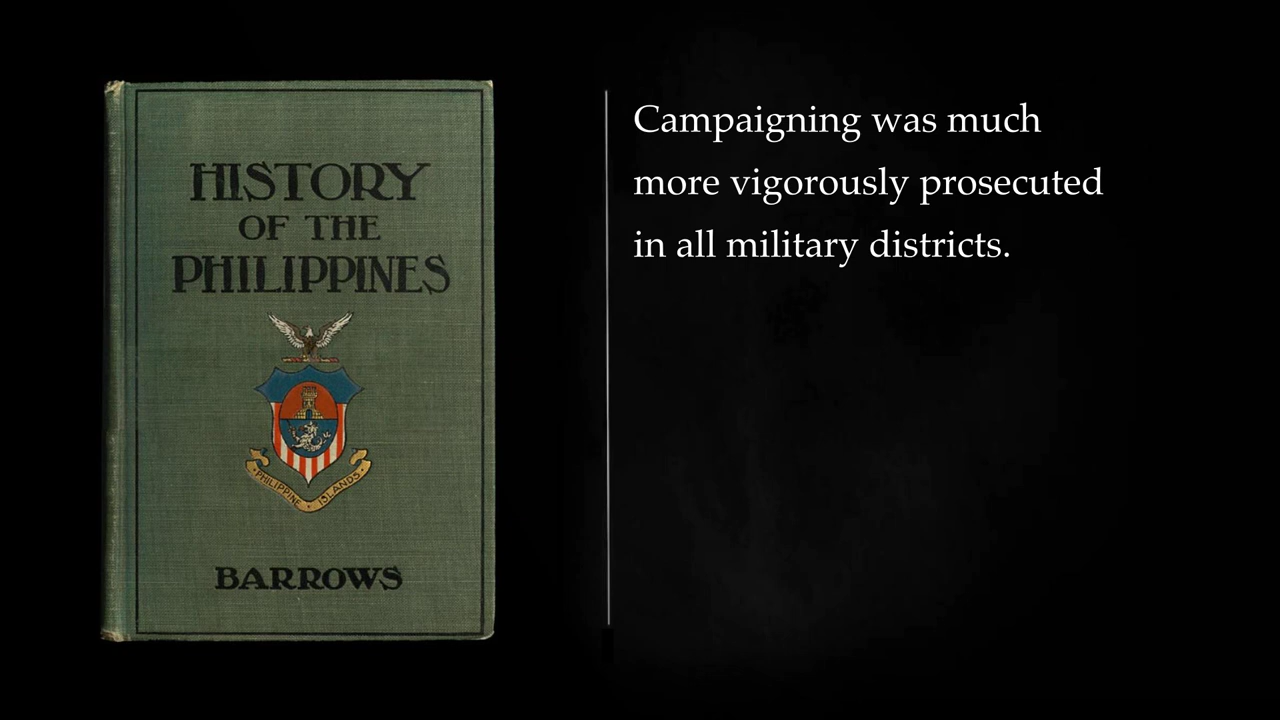 HISTORY
OF THE
PHILIPPINES
PHILIPPINE ISLANDS
BARROWS
Campaigning was much
more vigorously prosecuted
in all military districts.